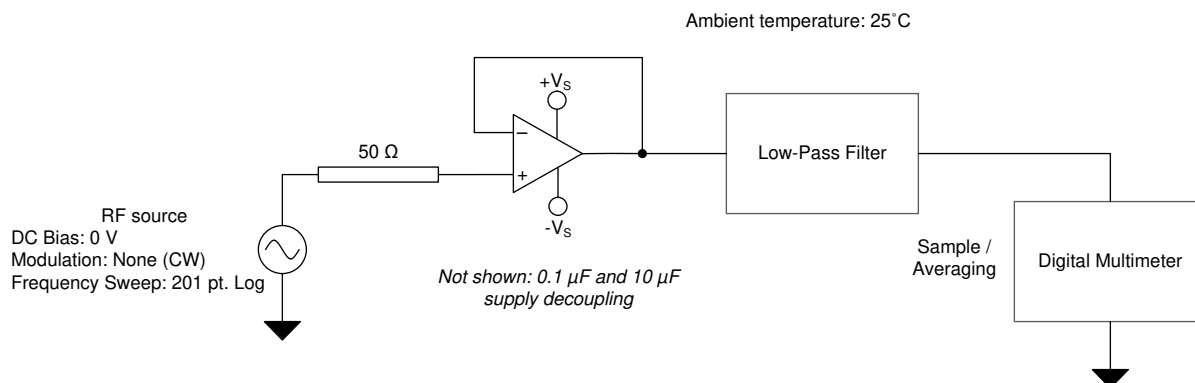 Ambient temperature: 25˚C
+VS
−
50 Ω
+
-VS
Low-Pass Filter
RF source
DC Bias: 0 V
Modulation: None (CW)
Frequency Sweep: 201 pt. Log
Not shown: 0.1 µF and 10 µF
supply decoupling
Sample /
Averaging
Digital Multimeter